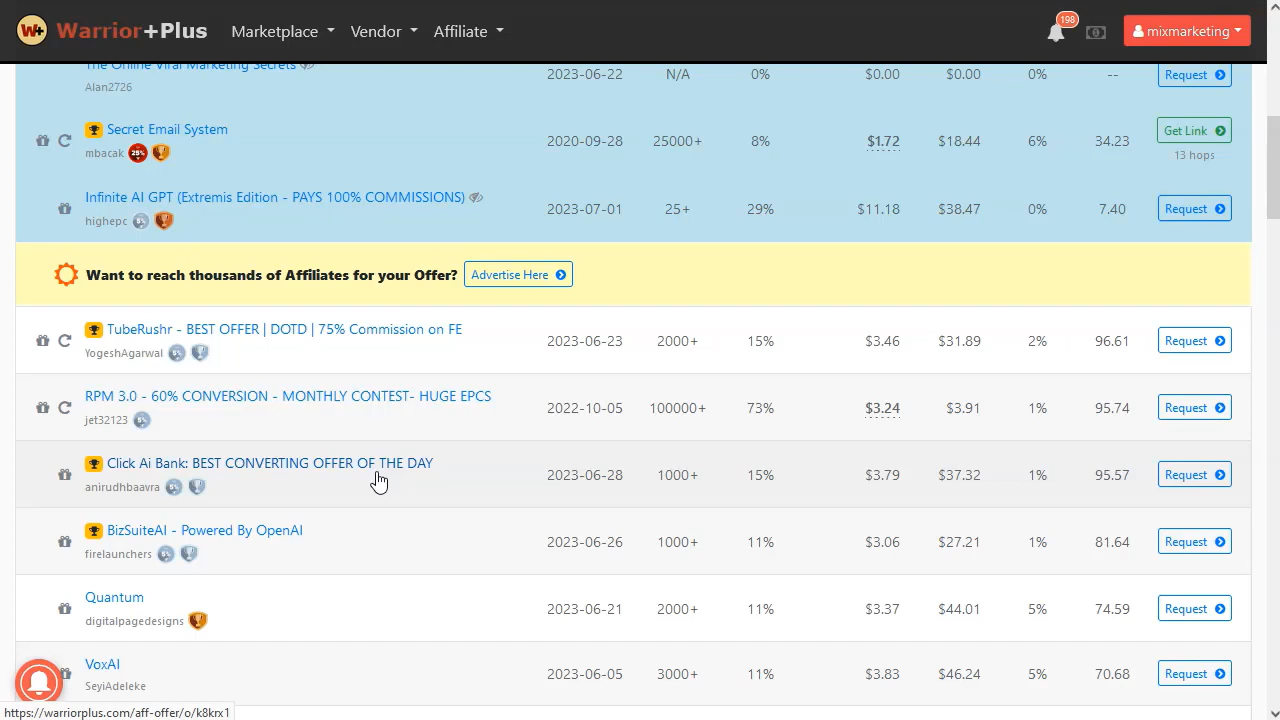 W+ Warrior+Plus Marketplace Vendor Affiliate 198 mixmarketing
The Online Viral Marketing Secrets 2023-06-22 N/A 0% $0.00 $0.00 0% -- Request
Alan2726
Secret Email System 2020-09-28 25000+ 8% $1.72 $18.44 6% 34.23 Get Link
mbacak 25% 13 hops
Infinite AI GPT (Extremis Edition - PAYS 100% COMMISSIONS) 2023-07-01 25+ 29% $11.18 $38.47 0% 7.40 Request
highepc
Want to reach thousands of Affiliates for your Offer? Advertise Here
TubeRushr - BEST OFFER | DOTD | 75% Commission on FE 2023-06-23 2000+ 15% $3.46 $31.89 2% 96.61 Request
YogeshAgarwal
RPM 3.0 - 60% CONVERSION - MONTHLY CONTEST- HUGE EPCS 2022-10-05 100000+ 73% $3.24 $3.91 1% 95.74 Request
jet32123
Click Ai Bank: BEST CONVERTING OFFER OF THE DAY 2023-06-28 1000+ 15% $3.79 $37.32 1% 95.57 Request
anirudhbaavra
BizSuiteAI - Powered By OpenAI 2023-06-26 1000+ 11% $3.06 $27.21 1% 81.64 Request
firelaunchers
Quantum 2023-06-21 2000+ 11% $3.37 $44.01 5% 74.59 Request
digitalpagedesigns
VoxAI 2023-06-05 3000+ 11% $3.83 $46.24 5% 70.68 Request
SeyiAdeleke
https://warriorplus.com/aff-offer/o/k8krx1